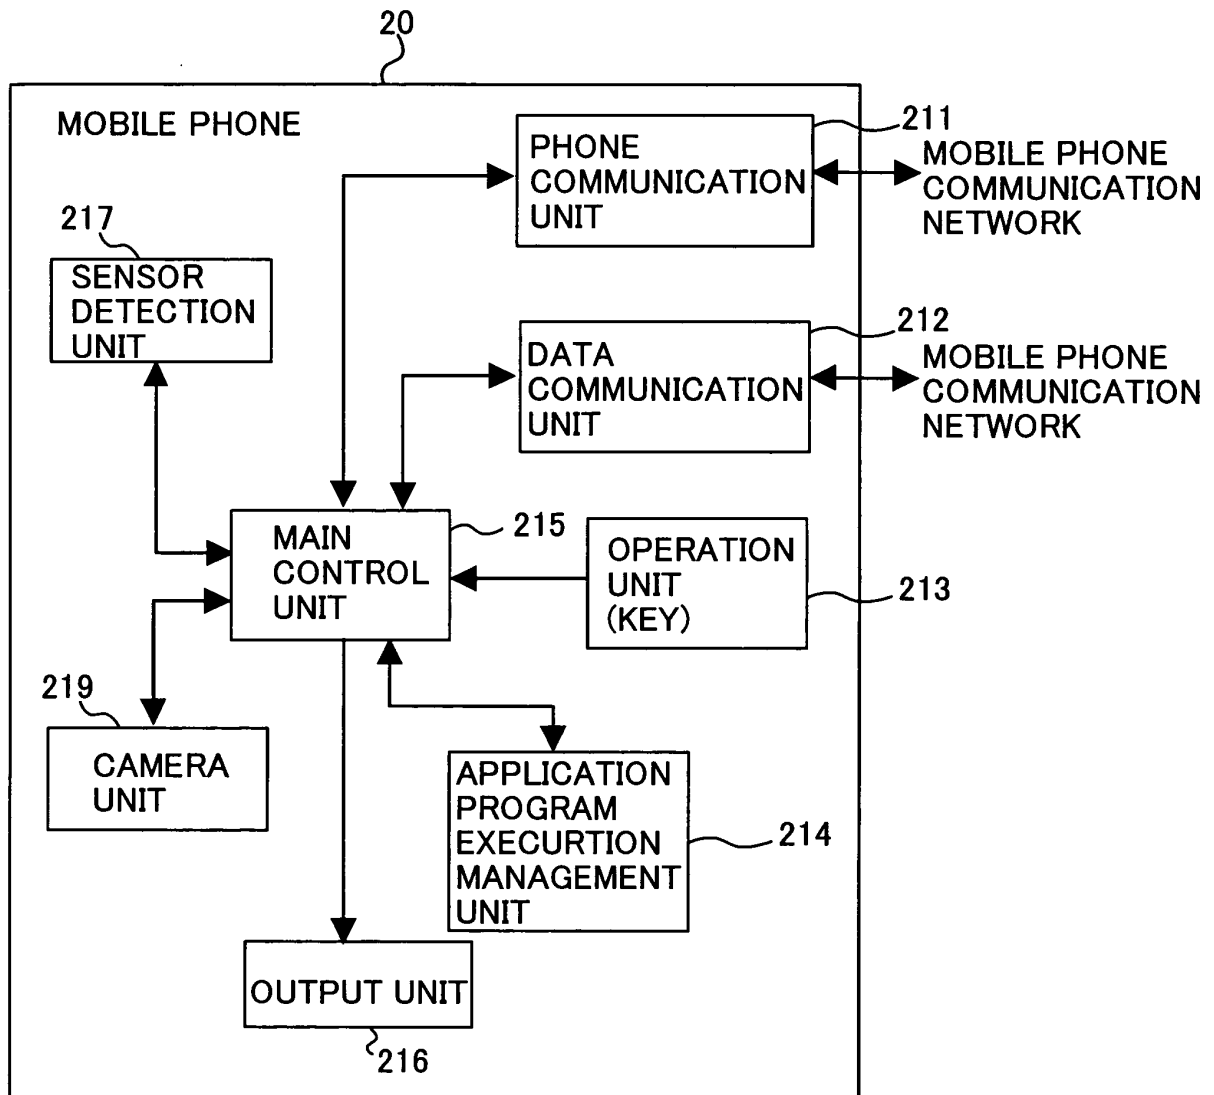 20
MOBILE PHONE
211
PHONE
COMMUNICATION
UNIT
MOBILE PHONE
COMMUNICATION
NETWORK
217
SENSOR
DETECTION
UNIT
212
DATA
COMMUNICATION
UNIT
MOBILE PHONE
COMMUNICATION
NETWORK
215
MAIN
CONTROL
UNIT
OPERATION
UNIT
(KEY)
213
219
CAMERA
UNIT
APPLICATION
PROGRAM
EXECURTION
MANAGEMENT
UNIT
214
OUTPUT UNIT
216